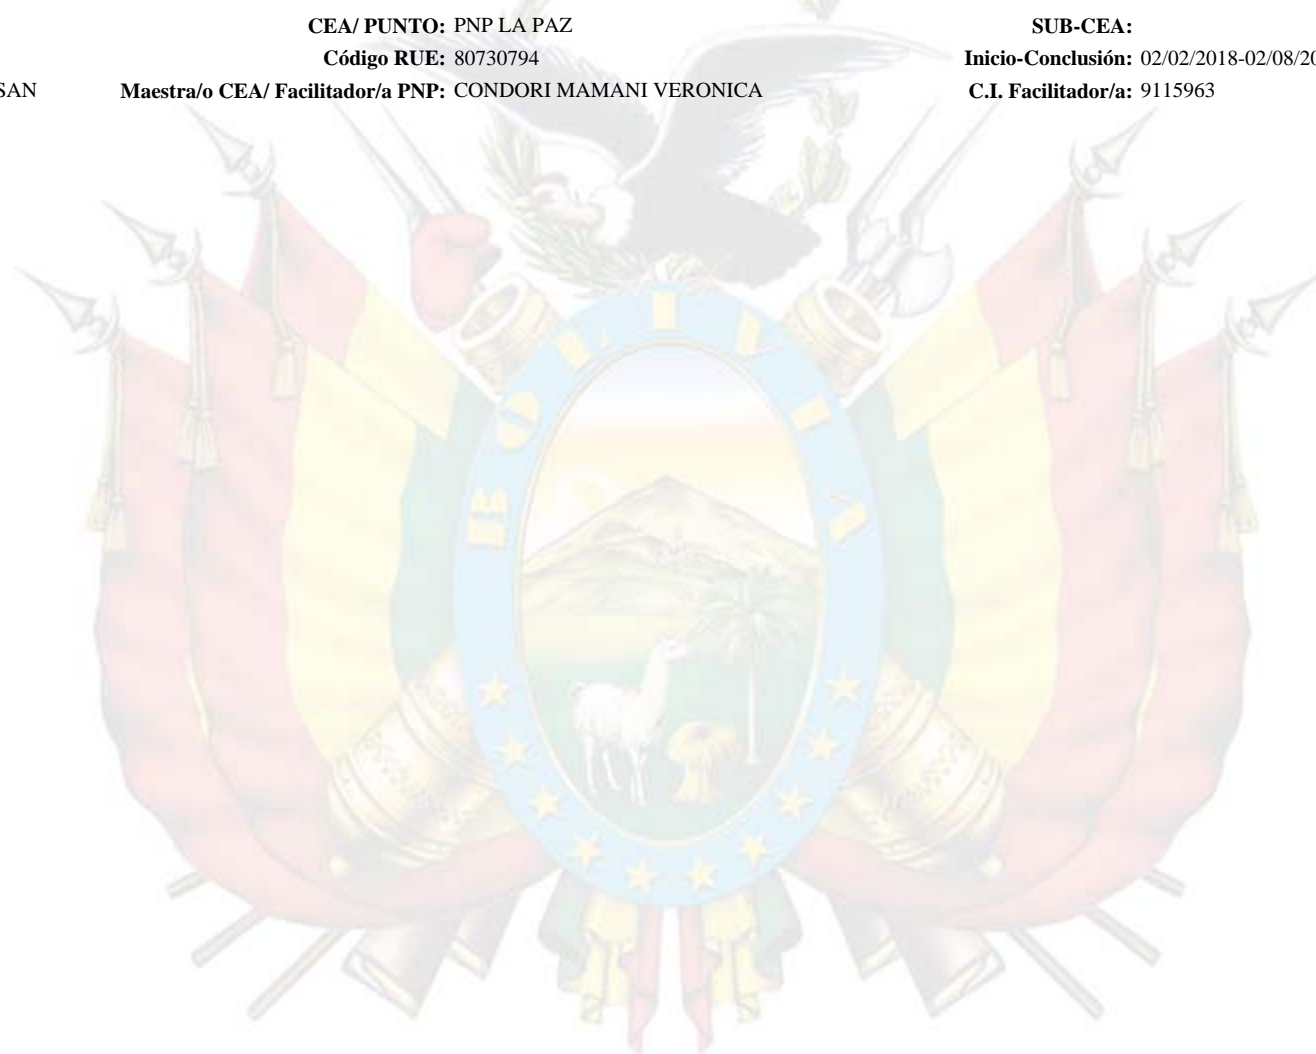 CEA/ PUNTO: PNP LA PAZ SUB-CEA:
Código RUE: 80730794 Inicio-Conclusión: 02/02/2018-02/08/20
SAN Maestra/o CEA/ Facilitador/a PNP: CONDORI MAMANI VERONICA C.I. Facilitador/a: 9115963
BOLIVIA